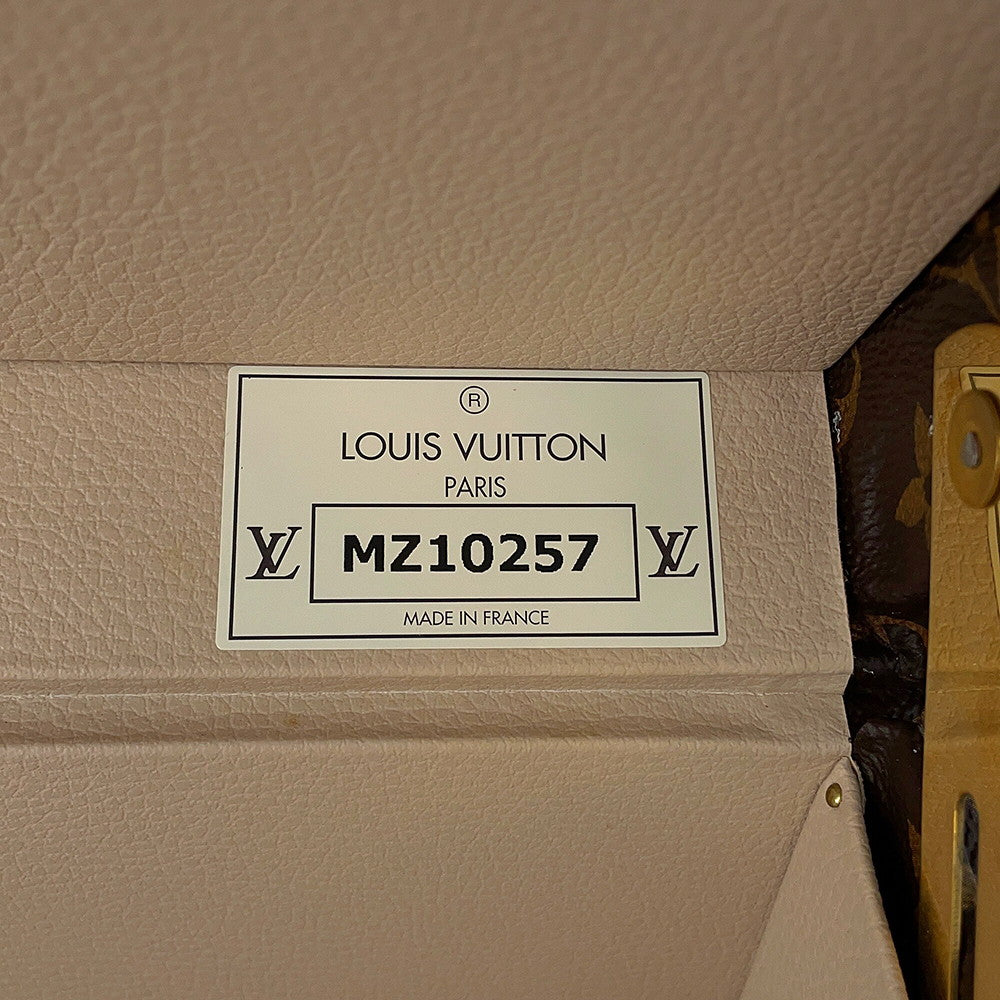 ®
LOUIS VUITTON
PARIS
LV MZ10257 LV
MADE IN FRANCE